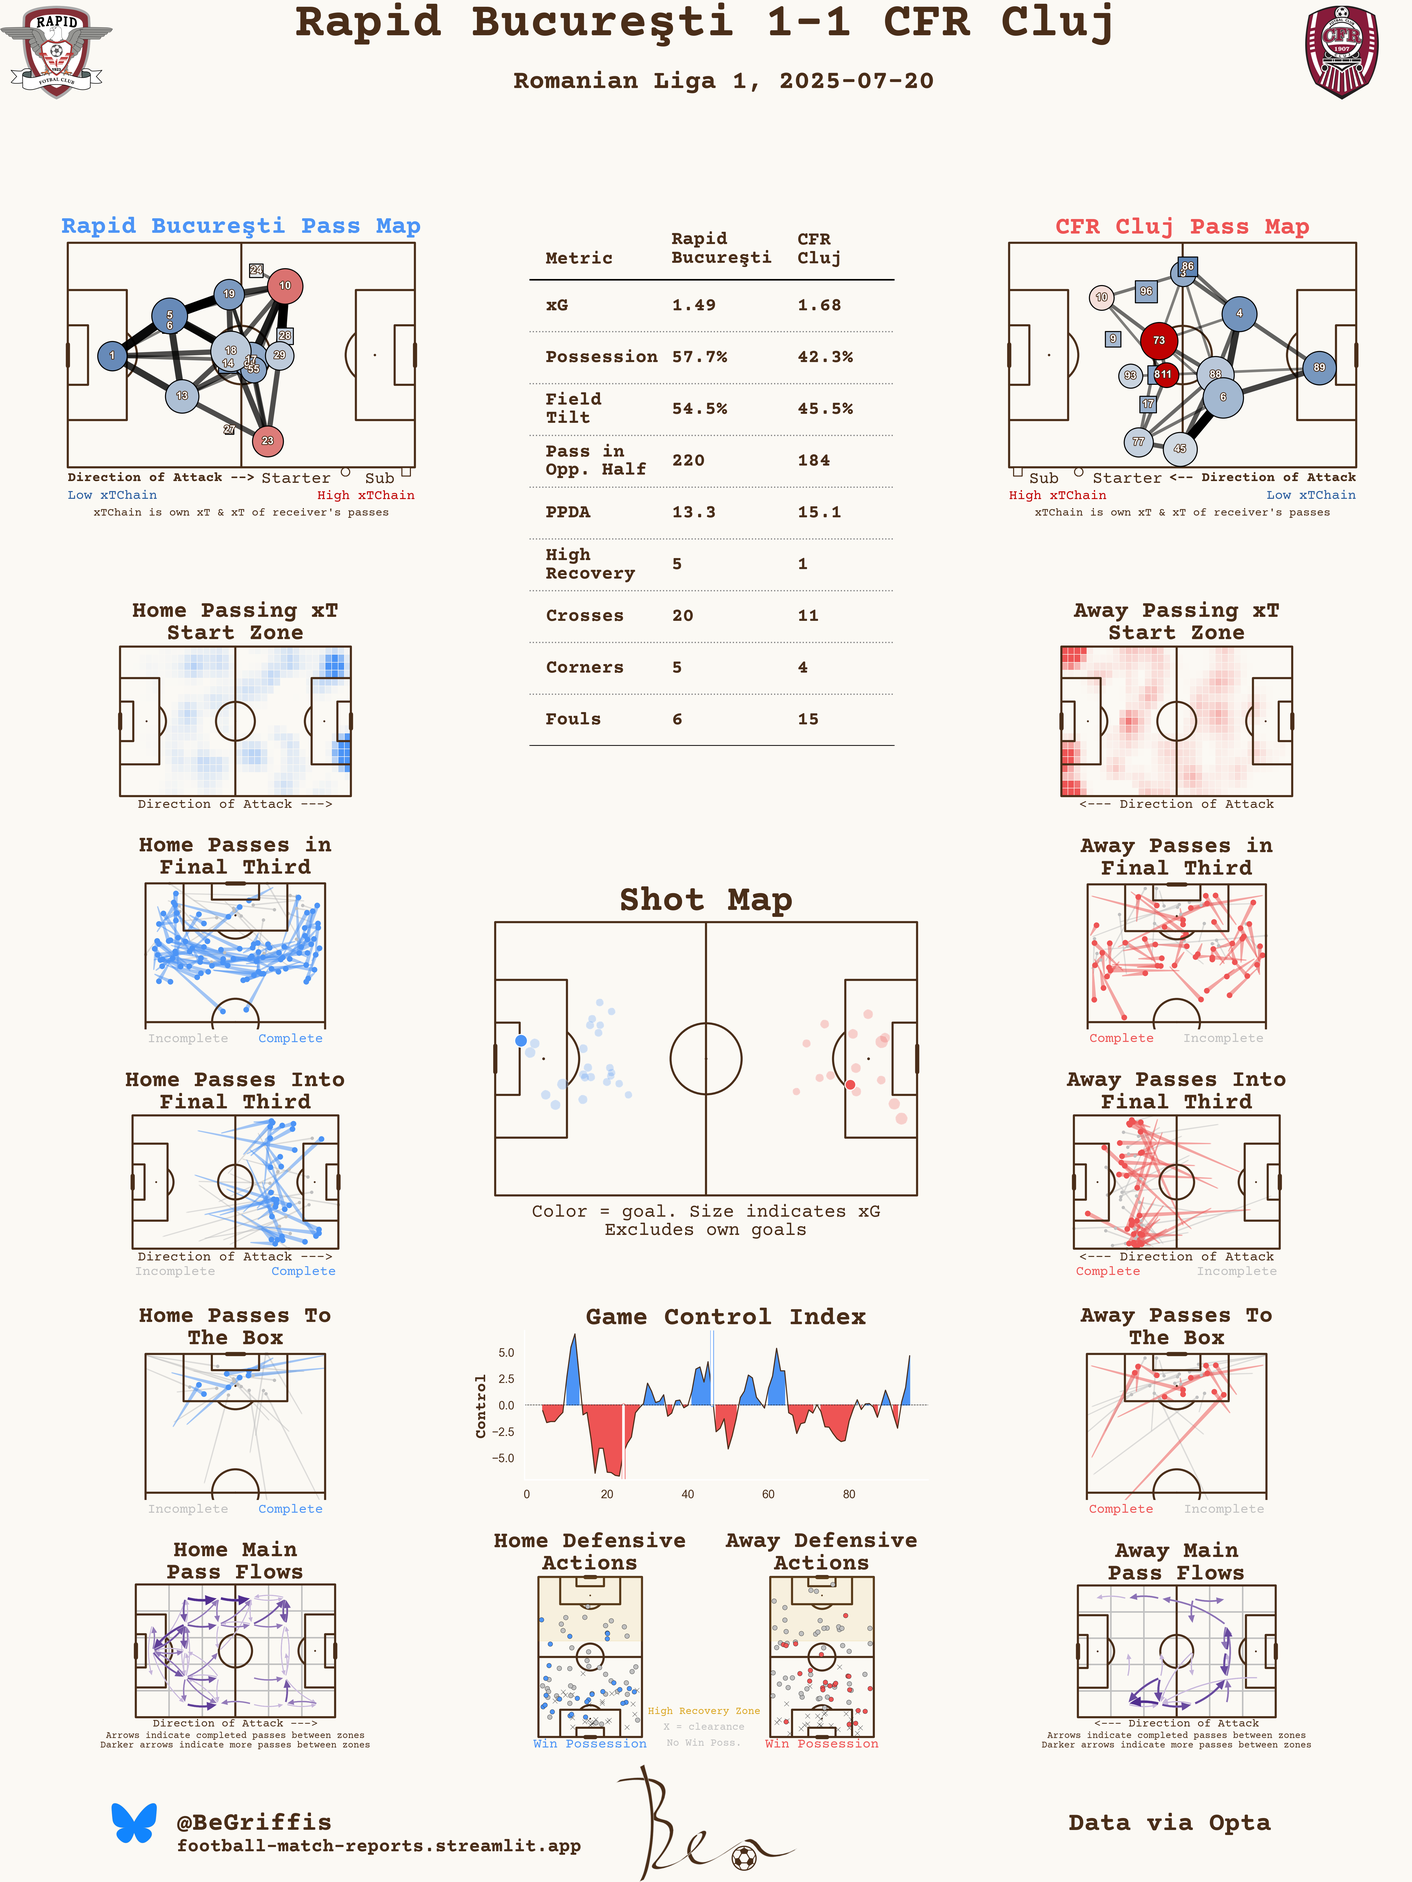 Rapid Bucureşti 1-1 CFR Cluj
Romanian Liga 1, 2025-07-20
RAPID
1923
FOTBAL CLUB
FOTBAL CLUB
CFR
1907
CLUJ
Rapid Bucureşti Pass Map
24
10
19
5
6
28
1
18
17
29
14
55
13
27
23
Direction of Attack --> Starter Sub
Low xTChain High xTChain
xTChain is own xT & xT of receiver's passes
Metric Rapid Bucureşti CFR Cluj
xG 1.49 1.68
Possession 57.7% 42.3%
Field Tilt 54.5% 45.5%
Pass in Opp. Half 220 184
PPDA 13.3 15.1
High Recovery 5 1
Crosses 20 11
Corners 5 4
Fouls 6 15
CFR Cluj Pass Map
86
3
10
96
4
9
73
93
8
11
88
89
17
6
77
45
Sub Starter <-- Direction of Attack
High xTChain Low xTChain
xTChain is own xT & xT of receiver's passes
Home Passing xT
Start Zone
Direction of Attack --->
Away Passing xT
Start Zone
<--- Direction of Attack
Home Passes in
Final Third
Incomplete Complete
Away Passes in
Final Third
Complete Incomplete
Shot Map
Color = goal. Size indicates xG
Excludes own goals
Home Passes Into
Final Third
Direction of Attack --->
Incomplete Complete
Away Passes Into
Final Third
<--- Direction of Attack
Complete Incomplete
Home Passes To
The Box
Incomplete Complete
Game Control Index
Control
5.0
2.5
0.0
−2.5
−5.0
0 20 40 60 80
Away Passes To
The Box
Complete Incomplete
Home Main
Pass Flows
Direction of Attack --->
Arrows indicate completed passes between zones
Darker arrows indicate more passes between zones
Home Defensive
Actions
Win Possession
High Recovery Zone
X = clearance
No Win Poss.
Away Defensive
Actions
Win Possession
Away Main
Pass Flows
<--- Direction of Attack
Arrows indicate completed passes between zones
Darker arrows indicate more passes between zones
@BeGriffis
football-match-reports.streamlit.app
Ben
Data via Opta